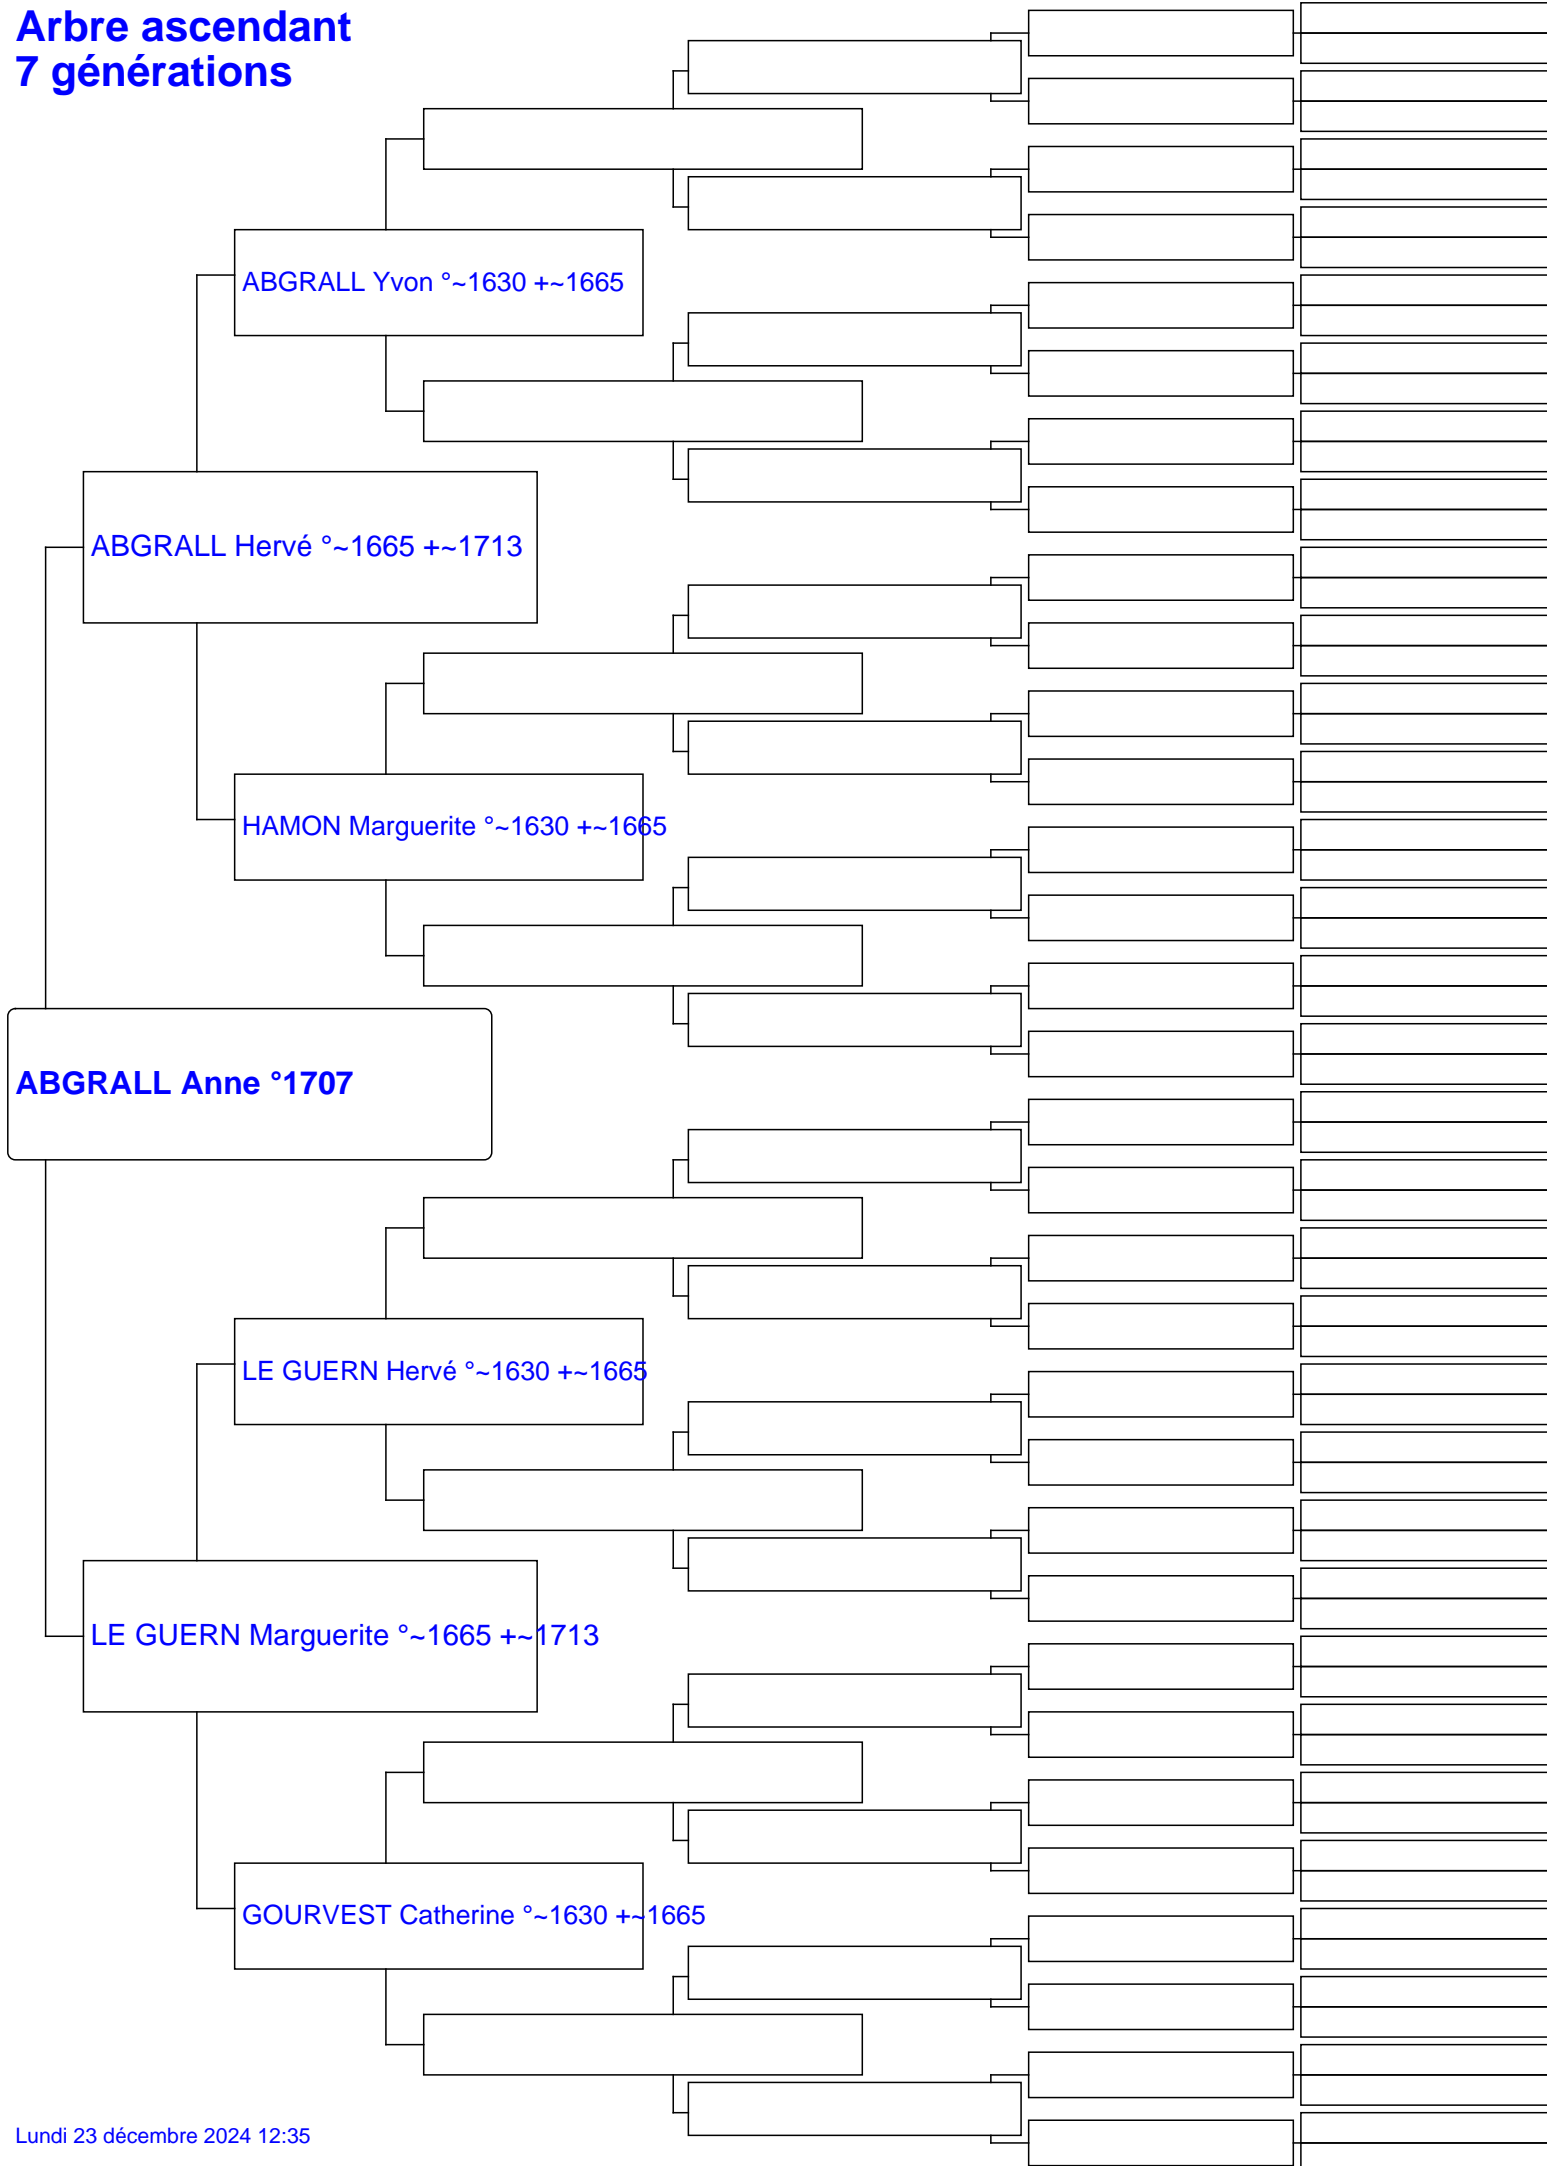 Arbre ascendant
7 générations
ABGRALL Yvon °~1630 +~1665
ABGRALL Hervé °~1665 +~1713
HAMON Marguerite °~1630 +~1665
ABGRALL Anne °1707
LE GUERN Hervé °~1630 +~1665
LE GUERN Marguerite °~1665 +~1713
GOURVEST Catherine °~1630 +~1665
Lundi 23 décembre 2024 12:35